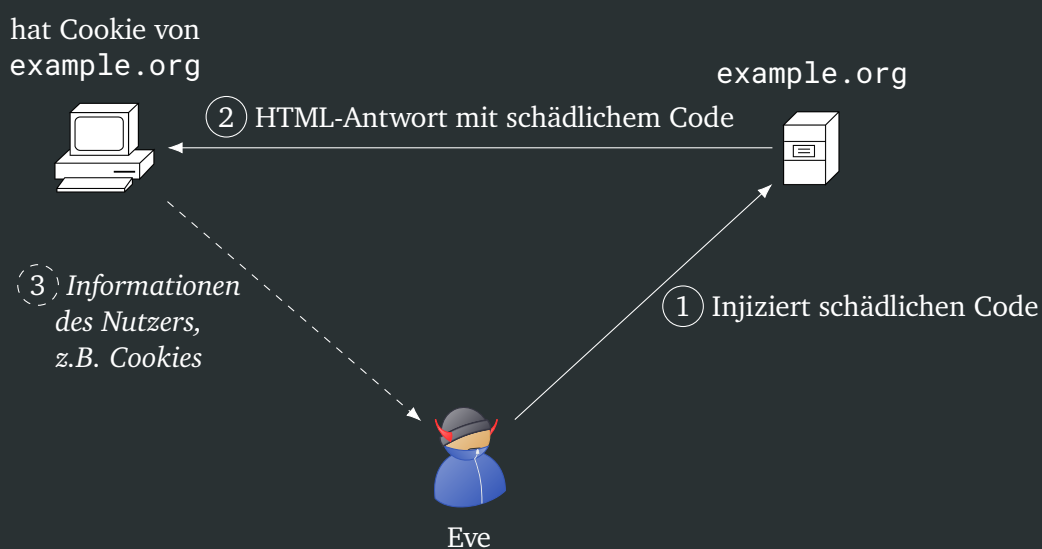 hat Cookie von
example.org
example.org
2 HTML-Antwort mit schädlichem Code
3 Informationen
des Nutzers,
z.B. Cookies
1 Injiziert schädlichen Code
Eve